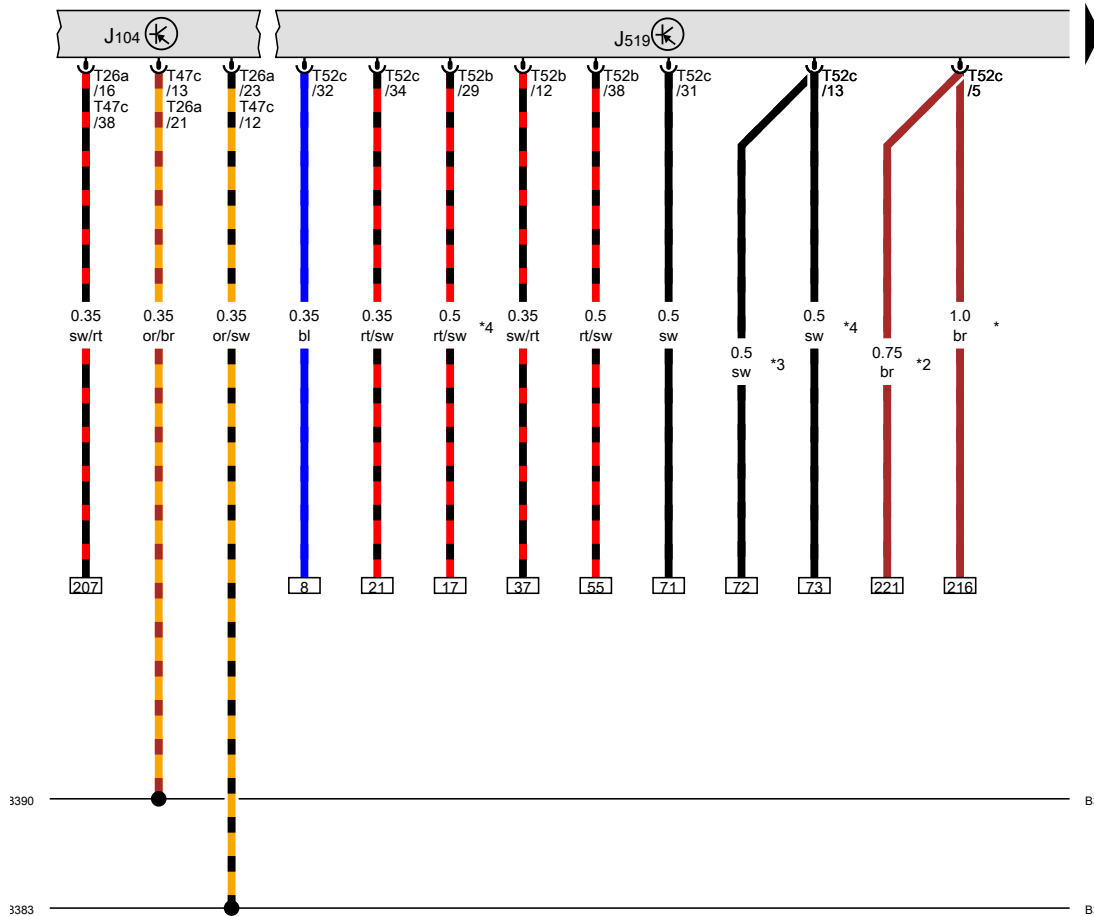 J104
J519
T26a
/16
T47c
/38
T47c
/13
T26a
/21
T26a
/23
T47c
/12
T52c
/32
T52c
/34
T52b
/29
T52b
/12
T52b
/38
T52c
/31
T52c
/13
T52c
/5
0.35
sw/rt
0.35
or/br
0.35
or/sw
0.35
bl
0.35
rt/sw
0.5
rt/sw
*4
0.35
sw/rt
0.5
rt/sw
0.5
sw
0.5
sw
*3
0.5
sw
*4
0.75
br
*2
1.0
br
*
207
8
21
17
37
55
71
72
73
221
216